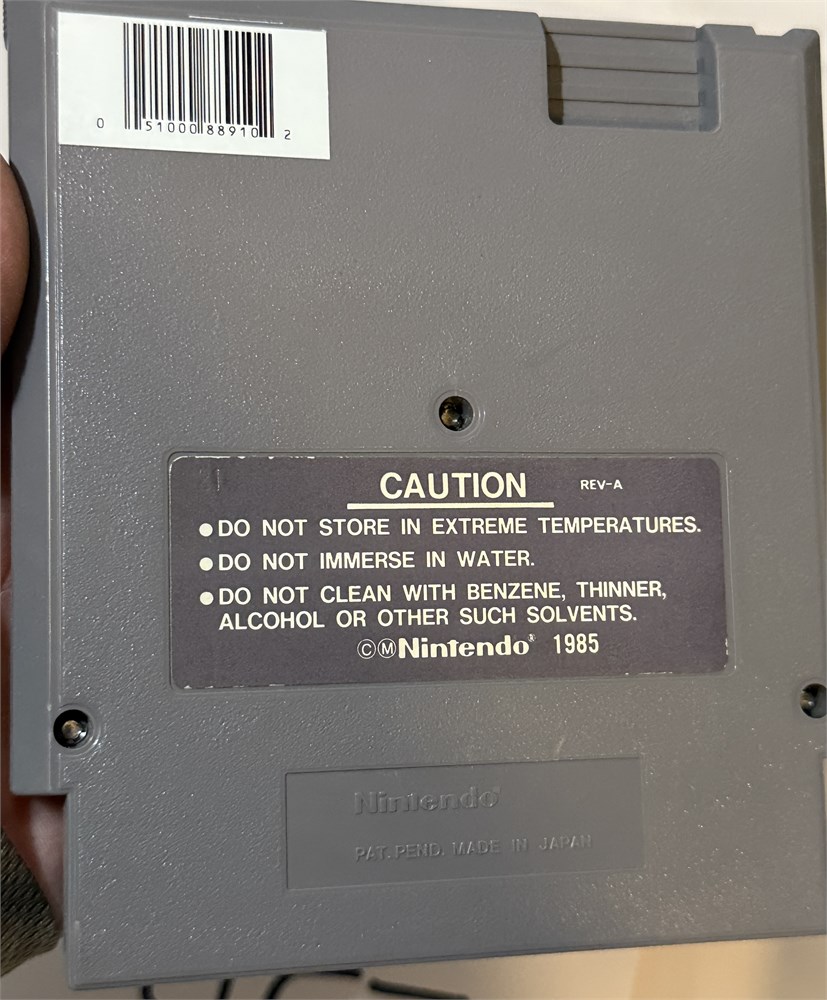 0 51000 88910 2
CAUTION REV-A
●DO NOT STORE IN EXTREME TEMPERATURES.
●DO NOT IMMERSE IN WATER.
●DO NOT CLEAN WITH BENZENE, THINNER,
ALCOHOL OR OTHER SUCH SOLVENTS.
ⒸⓂNintendo® 1985
Nintendo®
PAT. PEND. MADE IN JAPAN